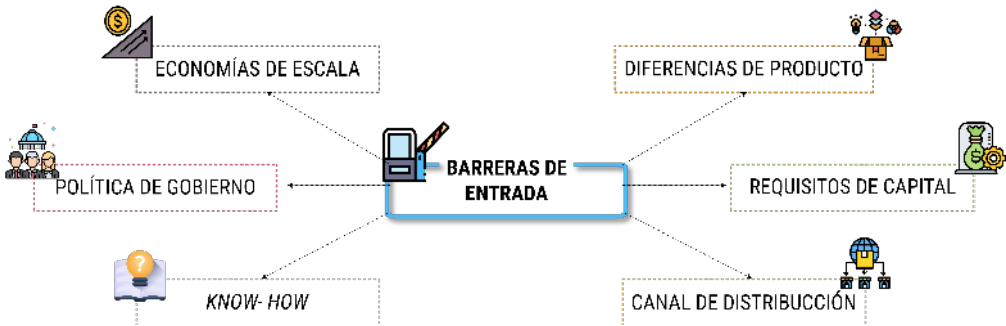 ECONOMÍAS DE ESCALA
DIFERENCIAS DE PRODUCTO
BARRERAS DE
ENTRADA
POLÍTICA DE GOBIERNO
REQUISITOS DE CAPITAL
KNOW- HOW
CANAL DE DISTRIBUCCIÓN